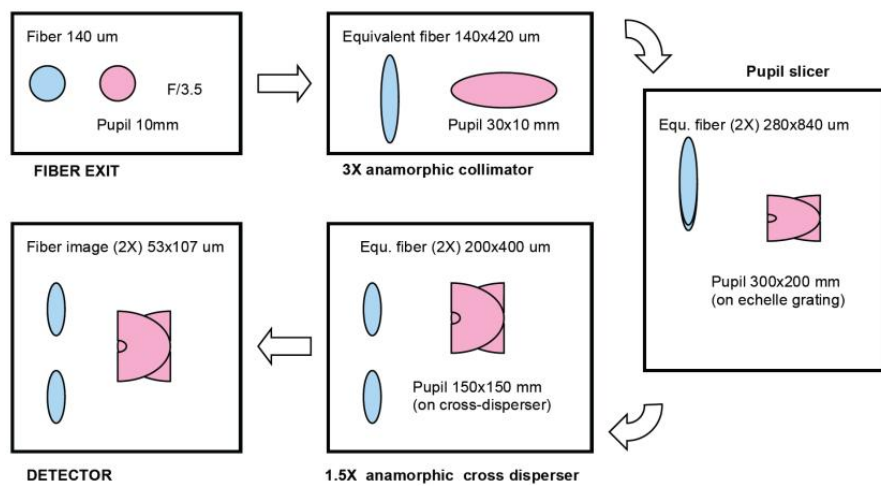 Fiber 140 um
F/3.5
Pupil 10mm
FIBER EXIT
Equivalent fiber 140x420 um
Pupil 30x10 mm
3X anamorphic collimator
Pupil slicer
Equ. fiber (2X) 280x840 um
Pupil 300x200 mm
(on echelle grating)
Equ. fiber (2X) 200x400 um
Pupil 150x150 mm
(on cross-disperser)
1.5X anamorphic cross disperser
Fiber image (2X) 53x107 um
DETECTOR